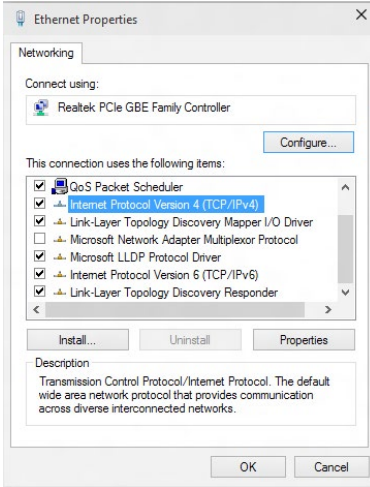 Ethernet Properties
Networking
Connect using:
Realtek PCIe GBE Family Controller
Configure...
This connection uses the following items:
QoS Packet Scheduler
Internet Protocol Version 4 (TCP/IPv4)
Link-Layer Topology Discovery Mapper I/O Driver
Microsoft Network Adapter Multiplexor Protocol
Microsoft LLDP Protocol Driver
Internet Protocol Version 6 (TCP/IPv6)
Link-Layer Topology Discovery Responder
Install... Uninstall Properties
Description
Transmission Control Protocol/Internet Protocol. The default
wide area network protocol that provides communication
across diverse interconnected networks.
OK Cancel